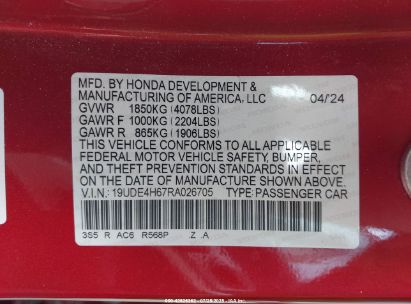 MFD. BY HONDA DEVELOPMENT &
MANUFACTURING OF AMERICA, LLC 04/24
GVWR 1850KG (4078LBS)
GAWR F 1000KG (2204LBS)
GAWR R 865KG (1906LBS)
THIS VEHICLE CONFORMS TO ALL APPLICABLE
FEDERAL MOTOR VEHICLE SAFETY, BUMPER,
AND THEFT PREVENTION STANDARDS IN
EFFECT ON THE DATE OF MANUFACTURE
SHOWN ABOVE.
V.I.N.: 19UDE4H67RA026705 TYPE:PASSENGER CAR
3S5 R AC6 R568P Z .A